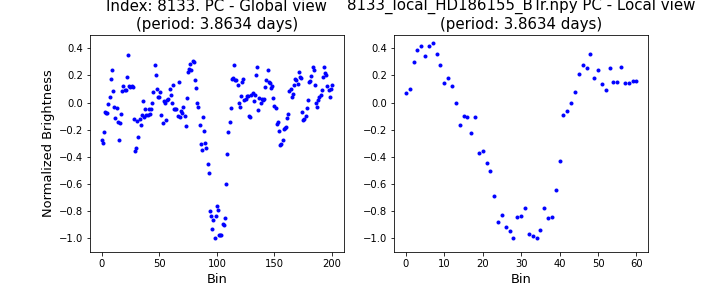 Index: 8133. PC - Global view
(period: 3.8634 days)
8133_local_HD186155_BTr.npy PC - Local view
(period: 3.8634 days)
Normalized Brightness
0.4
0.2
0.0
−0.2
−0.4
−0.6
−0.8
−1.0
0 50 100 150 200
Bin
0.4
0.2
0.0
−0.2
−0.4
−0.6
−0.8
−1.0
0 10 20 30 40 50 60
Bin